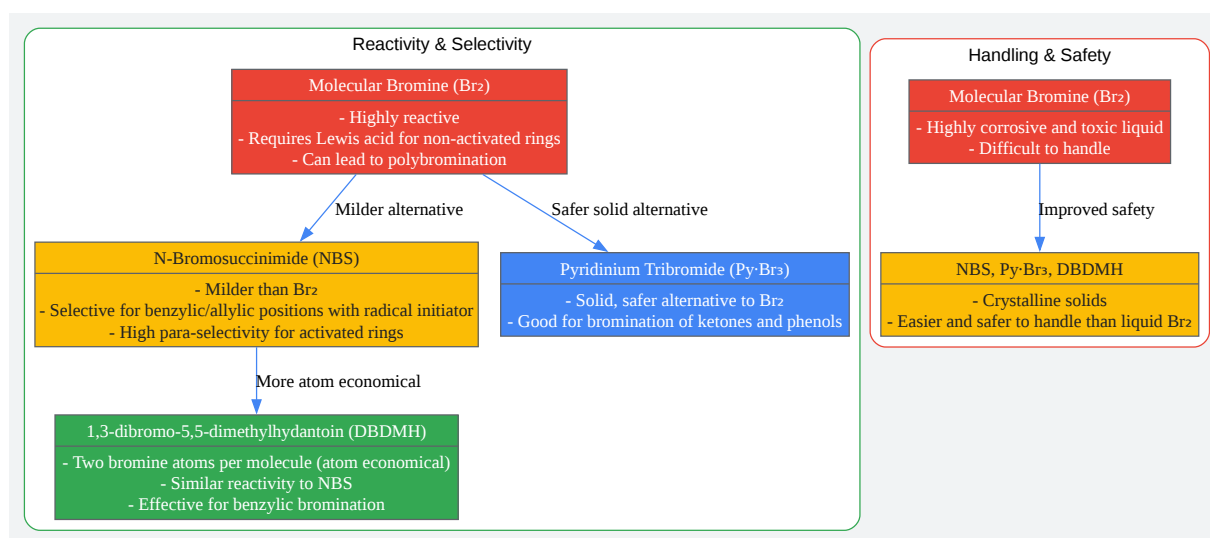 Reactivity & Selectivity
Molecular Bromine (Br₂)
- Highly reactive
- Requires Lewis acid for non-activated rings
- Can lead to polybromination
Milder alternative
Safer solid alternative
N-Bromosuccinimide (NBS)
- Milder than Br₂
- Selective for benzylic/allylic positions with radical initiator
- High para-selectivity for activated rings
Pyridinium Tribromide (Py·Br₃)
- Solid, safer alternative to Br₂
- Good for bromination of ketones and phenols
More atom economical
1,3-dibromo-5,5-dimethylhydantoin (DBDMH)
- Two bromine atoms per molecule (atom economical)
- Similar reactivity to NBS
- Effective for benzylic bromination
Handling & Safety
Molecular Bromine (Br₂)
- Highly corrosive and toxic liquid
- Difficult to handle
Improved safety
NBS, Py·Br₃, DBDMH
- Crystalline solids
- Easier and safer to handle than liquid Br₂